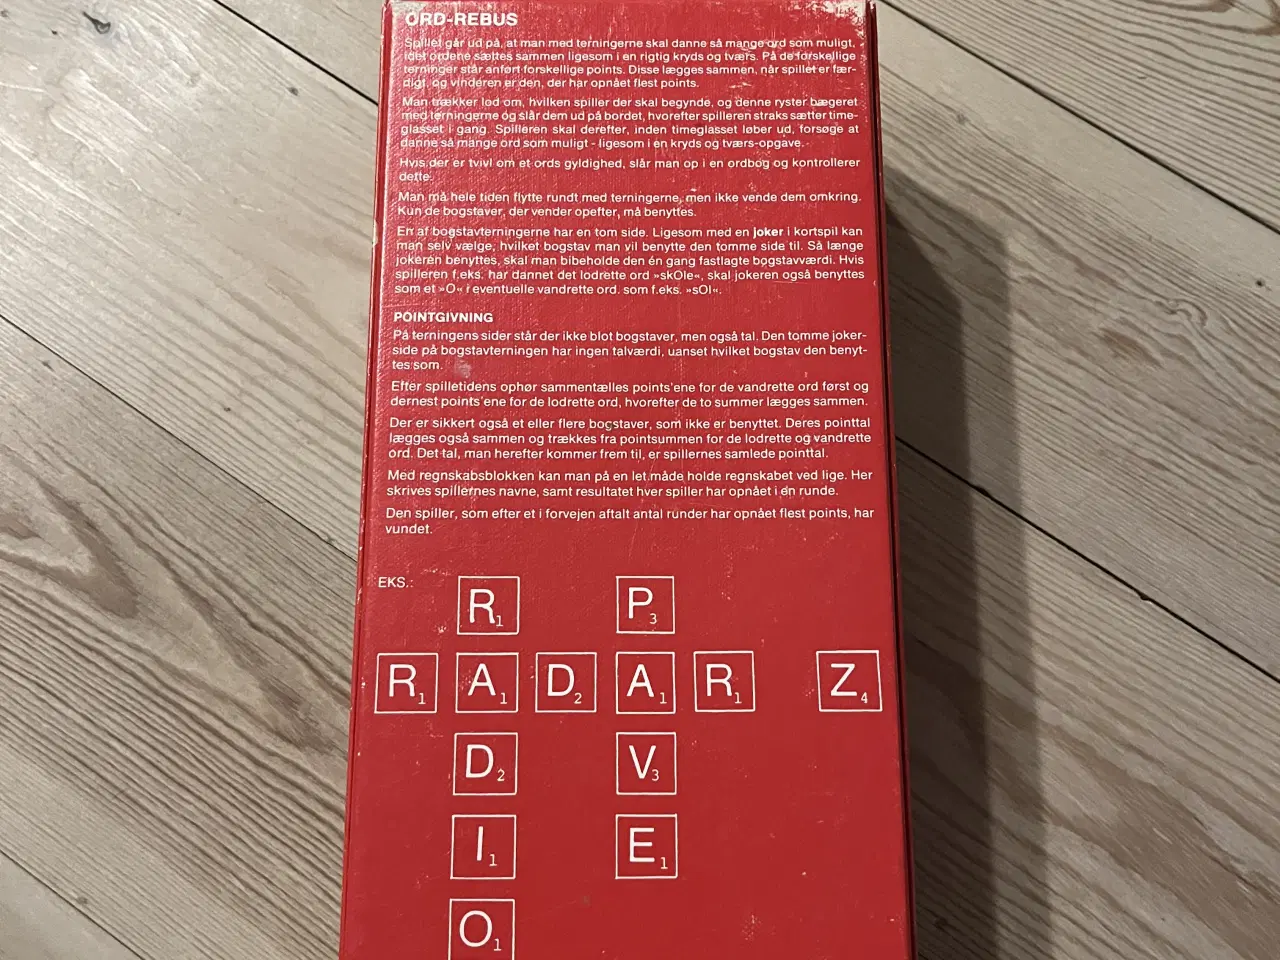 ORD-REBUS
Spillet går ud på, at man med terningerne skal danne så mange ord som muligt,
idet ordene sættes sammen ligesom i en rigtig kryds og tværs. På de forskellige
terninger står anført forskellige points. Disse lægges sammen, når spillet er fær-
digt, og vinderen er den, der har opnået flest points.
Man trækker lod om, hvilken spiller der skal begynde, og denne ryster bægeret
med terningerne og slår dem ud på bordet, hvorefter spilleren straks sætter time-
glasset i gang. Spilleren skal derefter, inden timeglasset løber ud, forsøge at
danne så mange ord som muligt - ligesom i en kryds og tværs-opgave.
Hvis der er tvivl om et ords gyldighed, slår man op i en ordbog og kontrollerer
dette.
Man må hele tiden flytte rundt med terningerne, men ikke vende dem omkring.
Kun de bogstaver, der vender opefter, må benyttes.
En af bogstavterningerne har en tom side. Ligesom med en joker i kortspil kan
man selv vælge, hvilket bogstav man vil benytte den tomme side til. Så længe
jokeren benyttes, skal man bibeholde den én gang fastlagte bogstavværdi. Hvis
spilleren f.eks. har dannet det lodrette ord »skOle«, skal jokeren også benyttes
som et »O« i eventuelle vandrette ord. som f.eks. »sOl«.
POINTGIVNING
På terningens sider står der ikke blot bogstaver, men også tal. Den tomme joker-
side på bogstavterningen har ingen talværdi, uanset hvilket bogstav den benyt-
tes som.
Efter spilletidens ophør sammentælles points'ene for de vandrette ord først og
dernest points'ene for de lodrette ord, hvorefter de to summer lægges sammen.
Der er sikkert også et eller flere bogstaver, som ikke er benyttet. Deres pointtal
lægges også sammen og trækkes fra pointsummen for de lodrette og vandrette
ord. Det tal, man herefter kommer frem til, er spillernes samlede pointtal.
Med regnskabsblokken kan man på en let måde holde regnskabet ved lige. Her
skrives spillernes navne, samt resultatet hver spiller har opnået i en runde.
Den spiller, som efter et i forvejen aftalt antal runder har opnået flest points, har
vundet.
EKS.:
R1 P3
R1 A1 D2 A1 R1 Z4
D2 V3
I1 E1
O1